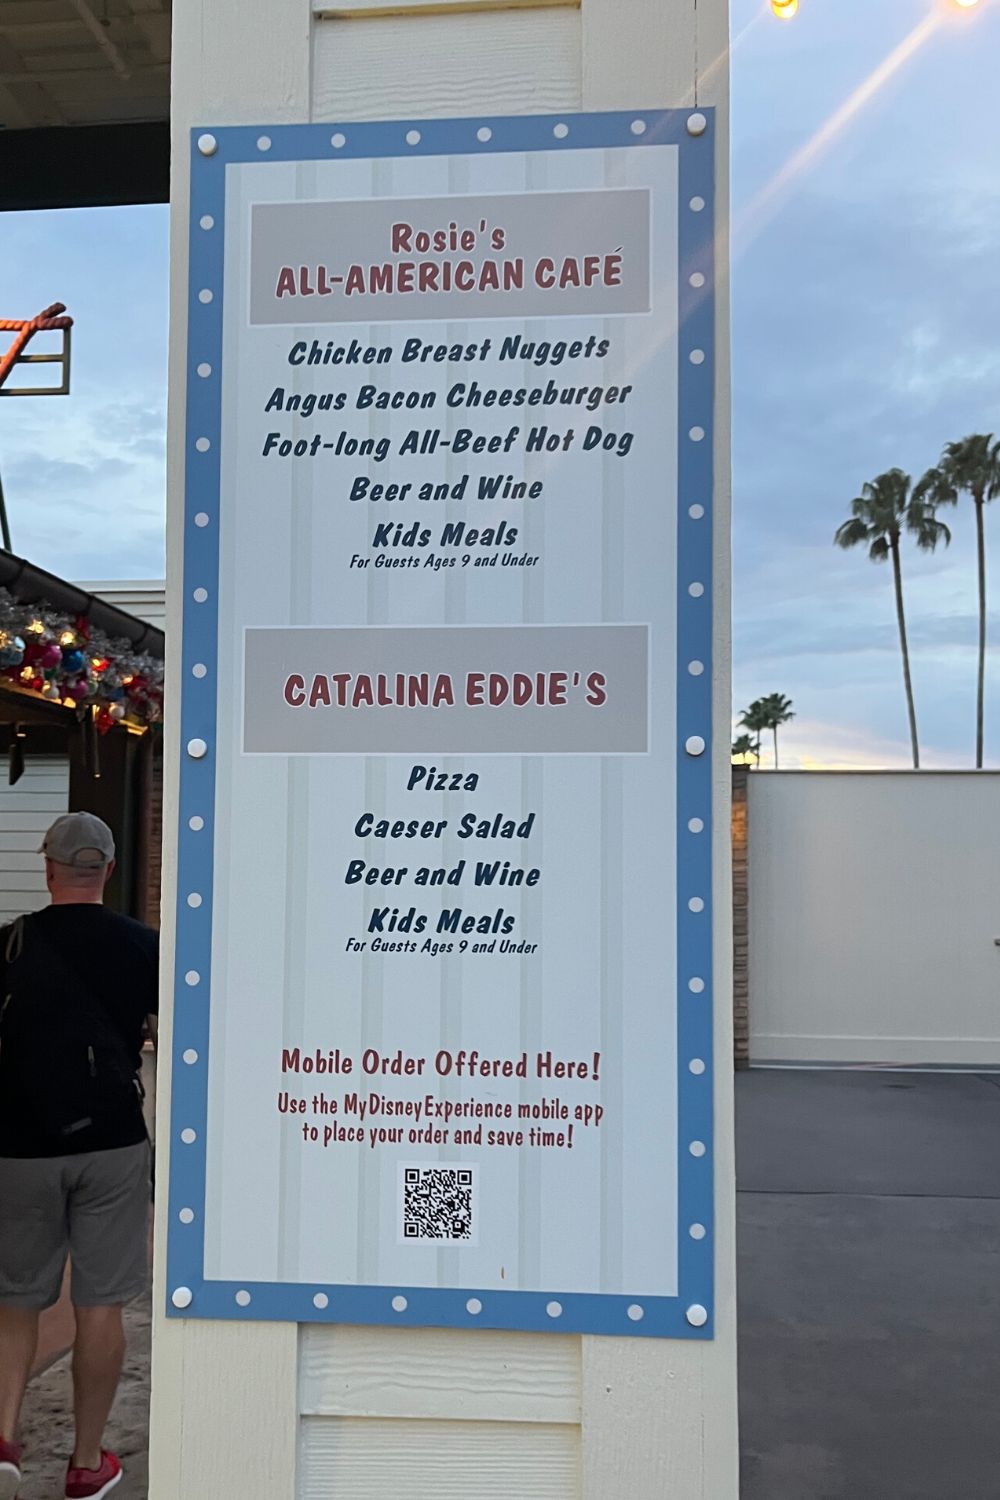 Rosie's
ALL-AMERICAN CAFÉ
Chicken Breast Nuggets
Angus Bacon Cheeseburger
Foot-long All-Beef Hot Dog
Beer and Wine
Kids Meals
For Guests Ages 9 and Under
CATALINA EDDIE'S
Pizza
Caeser Salad
Beer and Wine
Kids Meals
For Guests Ages 9 and Under
Mobile Order Offered Here!
Use the MyDisneyExperience mobile app
to place your order and save time!